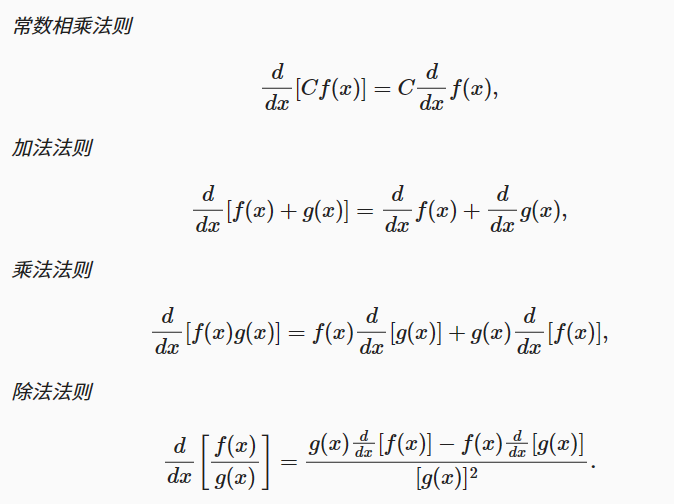 常数相乘法则
\frac{d}{dx}[Cf(x)] = C\frac{d}{dx}f(x),
加法法则
\frac{d}{dx}[f(x) + g(x)] = \frac{d}{dx}f(x) + \frac{d}{dx}g(x),
乘法法则
\frac{d}{dx}[f(x)g(x)] = f(x)\frac{d}{dx}[g(x)] + g(x)\frac{d}{dx}[f(x)],
除法法则
\frac{d}{dx}\left[\frac{f(x)}{g(x)}\right] = \frac{g(x)\frac{d}{dx}[f(x)] - f(x)\frac{d}{dx}[g(x)]}{[g(x)]^2}.